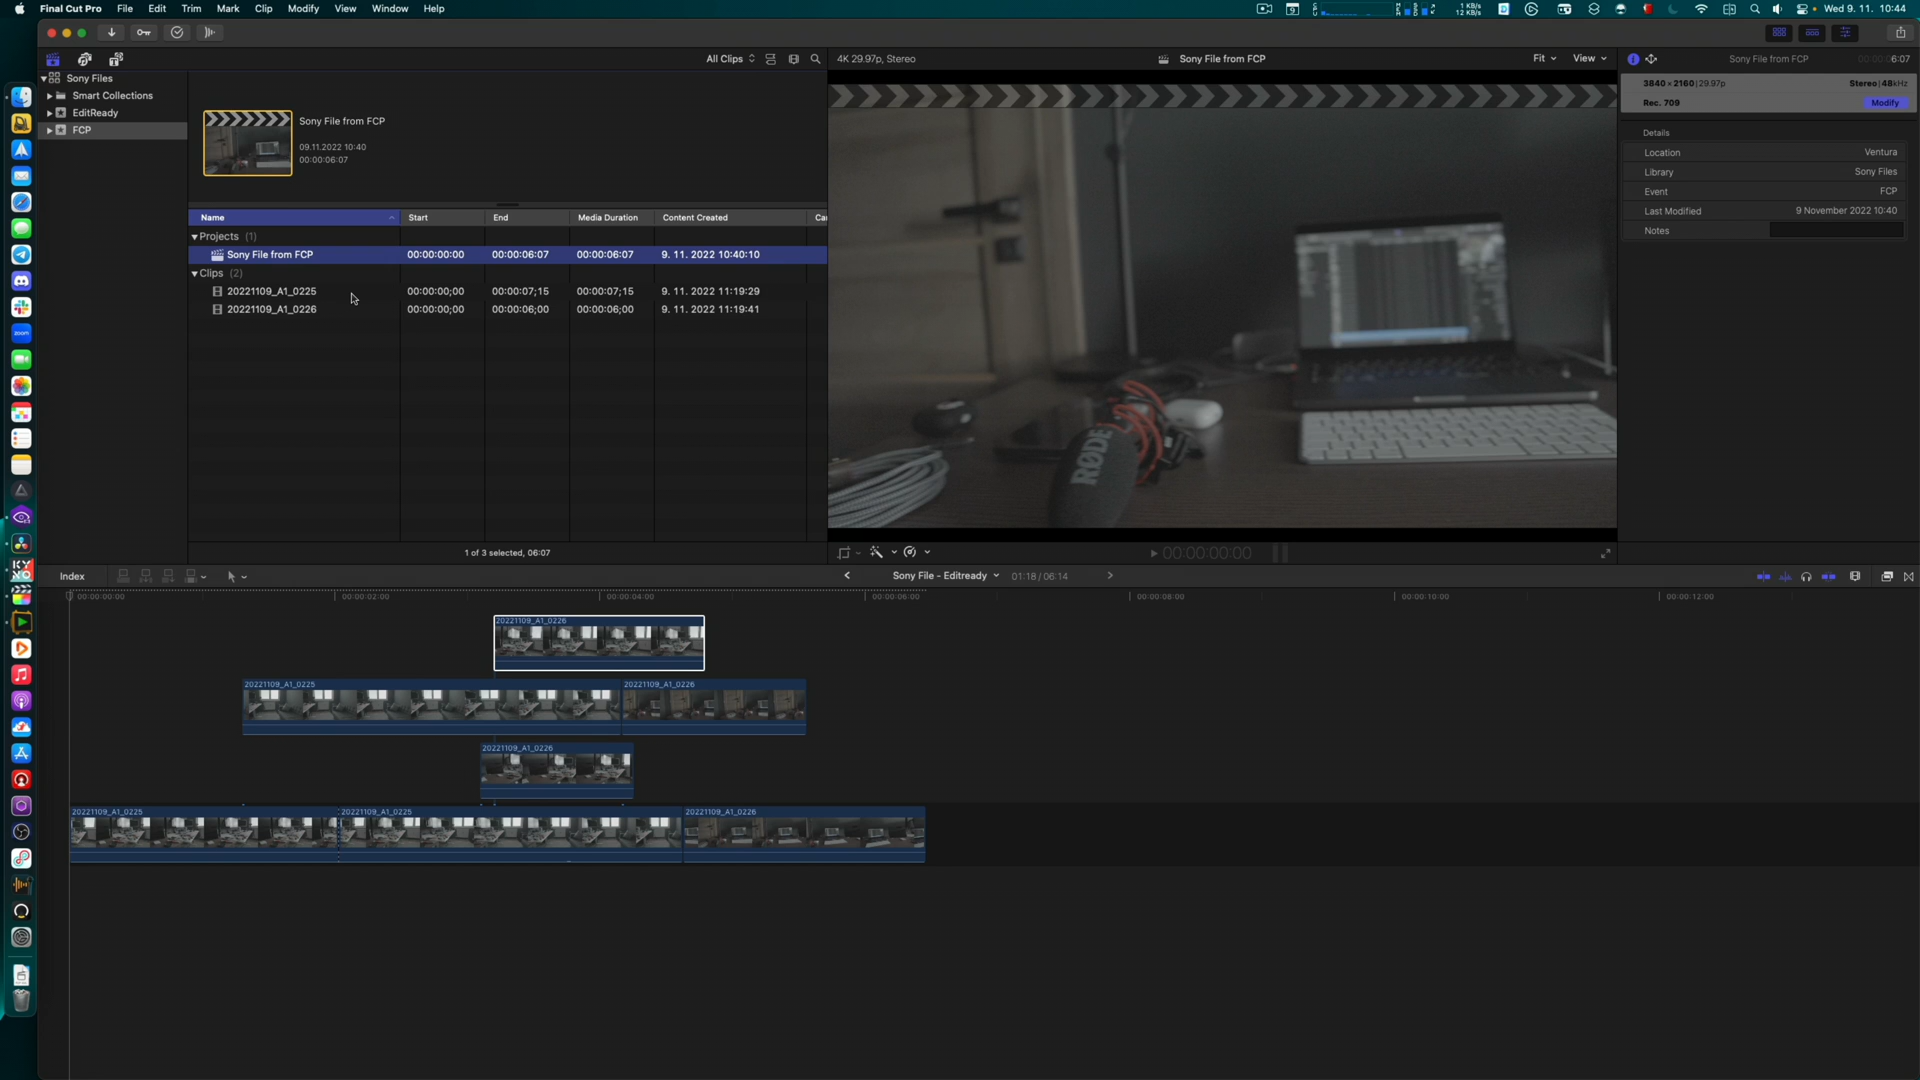 Final Cut Pro File Edit Trim Mark Clip Modify View Window Help
1 KB/s
12 KB/s
Wed 9. 11. 10:44
All Clips
4K 29.97p, Stereo
Sony File from FCP
Fit
View
Sony File from FCP
6:07
Sony Files
Smart Collections
EditReady
FCP
Sony File from FCP
09.11.2022 10:40
00:00:06:07
3840 × 2160 | 29.97p
Stereo | 48kHz
Rec. 709
Modify
Details
Location Ventura
Library Sony Files
Event FCP
Last Modified 9 November 2022 10:40
Notes
Name Start End Media Duration Content Created Ca
Projects (1)
Sony File from FCP 00:00:00:00 00:00:06:07 00:00:06:07 9. 11. 2022 10:40:10
Clips (2)
20221109_A1_0225 00:00:00;00 00:00:07;15 00:00:07;15 9. 11. 2022 11:19:29
20221109_A1_0226 00:00:00;00 00:00:06;00 00:00:06;00 9. 11. 2022 11:19:41
RØDE
1 of 3 selected, 06:07
00:00:00:00
zoom
KY
NO
Index
Sony File - Editready
01:18 / 06:14
00:00:00:00 00:00:02:00 00:00:04:00 00:00:06:00 00:00:08:00 00:00:10:00 00:00:12:00
20221109_A1_0226
20221109_A1_0225 20221109_A1_0226
20221109_A1_0226
20221109_A1_0225 20221109_A1_0225 20221109_A1_0226